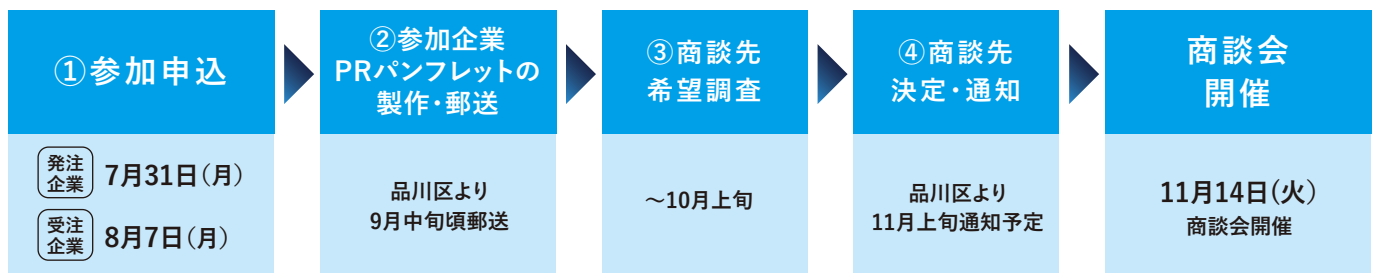 ①参加申込
発注
企業
7月31日(月)
受注
企業
8月7日(月)
②参加企業
PRパンフレットの
製作・郵送
品川区より
9月中旬頃郵送
③商談先
希望調査
～10月上旬
④商談先
決定・通知
品川区より
11月上旬通知予定
商談会
開催
11月14日(火)
商談会開催